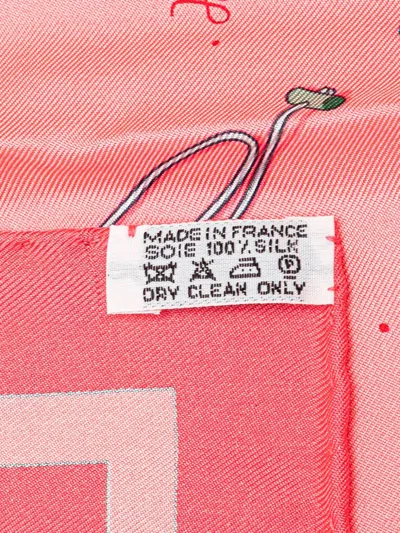 MADE IN FRANCE
SOIE 100% SILK
P
DRY CLEAN ONLY